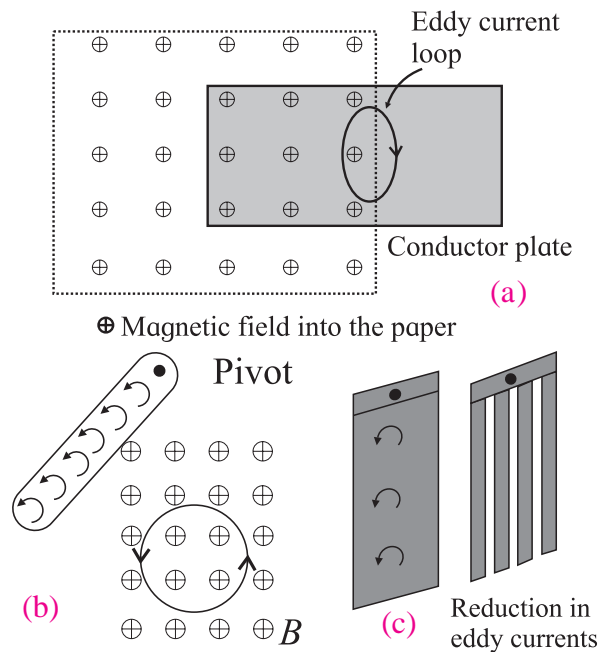 Eddy current
loop
Conductor plate
(a)
⊕ Magnetic field into the paper
Pivot
(b)
B
(c)
Reduction in
eddy currents